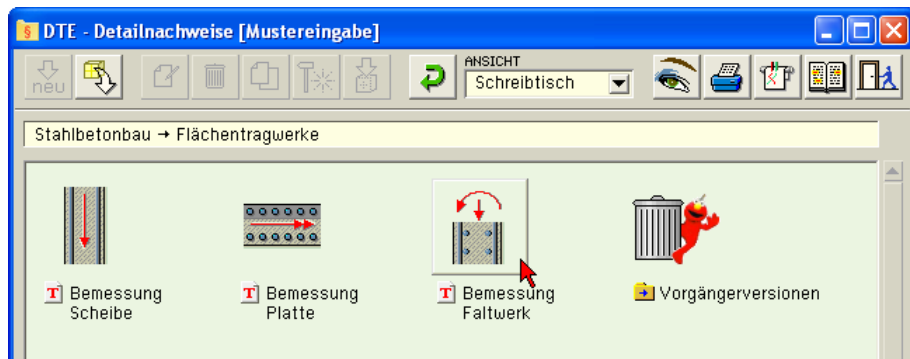 § DTE - Detailnachweise [Mustereingabe]
neu
ANSICHT
Schreibtisch
Stahlbetonbau → Flächentragwerke
T Bemessung
Scheibe
T Bemessung
Platte
T Bemessung
Faltwerk
Vorgängerversionen